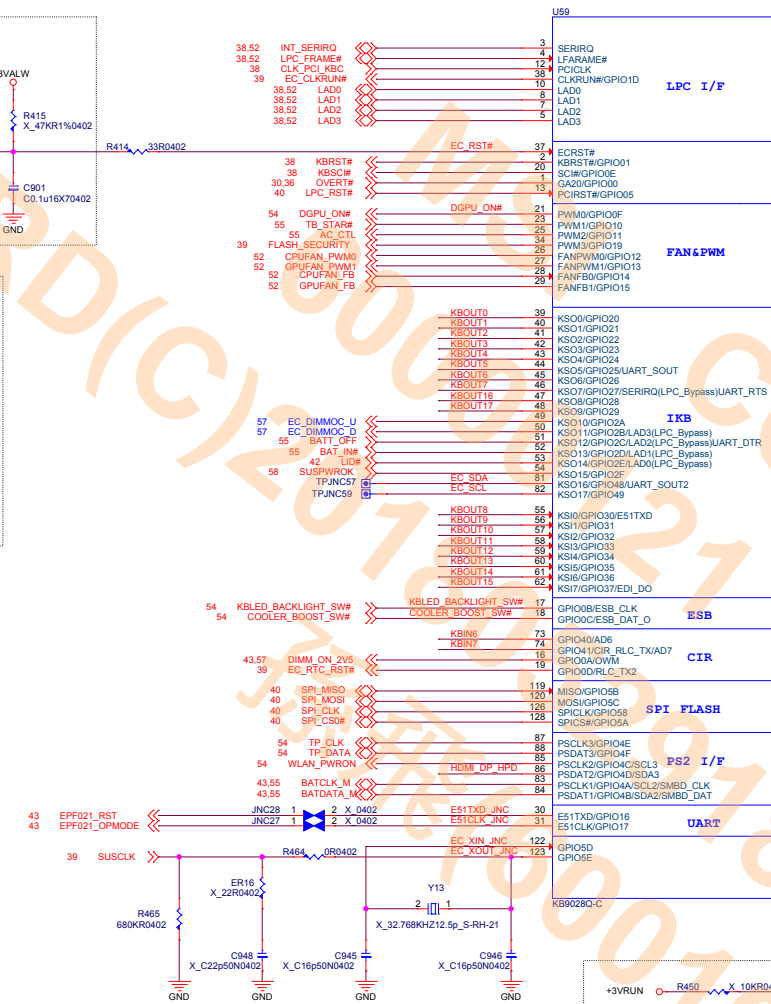 U59
38,52 INT_SERIRQ 3 SERIRQ
38,52 LPC_FRAME# 4 LFARAME#
38 CLK_PCI_KBC 12 PCICLK
39 EC_CLKRUN# 38 CLKRUN#/GPIO1D
38,52 LAD0 10 LAD0
38,52 LAD1 8 LAD1
38,52 LAD2 7 LAD2
38,52 LAD3 5 LAD3
LPC I/F
VALW
R415
X_47KR1%0402
R414 33R0402
C901
C0.1u16X70402
GND
EC_RST# 37 ECRST#
38 KBRST# 2 KBRST#/GPIO01
38 KBSCI# 20 SCI#/GPIO0E
30,36 OVERT# 1 GA20/GPIO00
40 LPC_RST# 13 PCIRST#/GPIO05
54 DGPU_ON# DGPU_ON# 21 PWM0/GPIO0F
55 TB_STAR# 23 PWM1/GPIO10
55 AC_CTL 25 PWM2/GPIO11
39 FLASH_SECURITY 34 PWM3/GPIO19
52 CPUFAN_PWM0 26 FANPWM0/GPIO12
52 GPUFAN_PWM1 27 FANPWM1/GPIO13
52 CPUFAN_FB 28 FANFB0/GPIO14
52 GPUFAN_FB 29 FANFB1/GPIO15
FAN&PWM
KBOUT0 39 KSO0/GPIO20
KBOUT1 40 KSO1/GPIO21
KBOUT2 41 KSO2/GPIO22
KBOUT3 42 KSO3/GPIO23
KBOUT4 43 KSO4/GPIO24
KBOUT5 44 KSO5/GPIO25/UART_SOUT
KBOUT6 45 KSO6/GPIO26
KBOUT7 46 KSO7/GPIO27/SERIRQ(LPC_Bypass)UART_RTS
KBOUT16 47 KSO8/GPIO28
KBOUT17 48 KSO9/GPIO29
57 EC_DIMMOC_U 49 KSO10/GPIO2A
57 EC_DIMMOC_D 50 KSO11/GPIO2B/LAD3(LPC_Bypass)
55 BATT_OFF 51 KSO12/GPIO2C/LAD2(LPC_Bypass)UART_DTR
55 BAT_IN# 52 KSO13/GPIO2D/LAD1(LPC_Bypass)
42 LID# 53 KSO14/GPIO2E/LAD0(LPC_Bypass)
58 SUSPWROK 54 KSO15/GPIO2F
TPJNC57 EC_SDA 81 KSO16/GPIO48/UART_SOUT2
TPJNC59 EC_SCL 82 KSO17/GPIO49
IKB
KBOUT8 55 KSI0/GPIO30/E51TXD
KBOUT9 56 KSI1/GPIO31
KBOUT10 57 KSI2/GPIO32
KBOUT11 58 KSI3/GPIO33
KBOUT12 59 KSI4/GPIO34
KBOUT13 60 KSI5/GPIO35
KBOUT14 61 KSI6/GPIO36
KBOUT15 62 KSI7/GPIO37/EDI_DO
54 KBLED_BACKLIGHT_SW# KBLED_BACKLIGHT_SW# 17 GPIO0B/ESB_CLK
54 COOLER_BOOST_SW# COOLER_BOOST_SW# 18 GPIO0C/ESB_DAT_O
ESB
KBIN6 73 GPIO40/AD6
KBIN7 74 GPIO41/CIR_RLC_TX/AD7
43,57 DIMM_ON_2V5 16 GPIO0A/OWM
39 EC_RTC_RST# 19 GPIO0D/RLC_TX2
CIR
40 SPI_MISO 119 MISO/GPIO5B
40 SPI_MOSI 120 MOSI/GPIO5C
40 SPI_CLK 126 SPICLK/GPIO58
40 SPI_CS0# 128 SPICS#/GPIO5A
SPI FLASH
54 TP_CLK 87 PSCLK3/GPIO4E
54 TP_DATA 88 PSDAT3/GPIO4F
54 WLAN_PWRON 85 PSCLK2/GPIO4C/SCL3
HDMI_DP_HPD 86 PSDAT2/GPIO4D/SDA3
43,55 BATCLK_M 83 PSCLK1/GPIO4A/SCL2/SMBD_CLK
43,55 BATDATA_M 84 PSDAT1/GPIO4B/SDA2/SMBD_DAT
PS2 I/F
43 EPF021_RST JNC28 1 2 X_0402 E51TXD_JNC 30 E51TXD/GPIO16
43 EPF021_OPMODE JNC27 1 2 X_0402 E51CLK_JNC 31 E51CLK/GPIO17
UART
EC_XIN_JNC 122 GPIO5D
39 SUSCLK R464 0R0402 EC_XOUT_JNC 123 GPIO5E
KB9028Q-C
ER16
X_22R0402
R465
680KR0402
Y13
2 1
X_32.768KHZ12.5p_S-RH-21
C948
X_C22p50N0402
C945
X_C16p50N0402
C946
X_C16p50N0402
GND GND GND GND
+3VRUN R450 X_10KR04